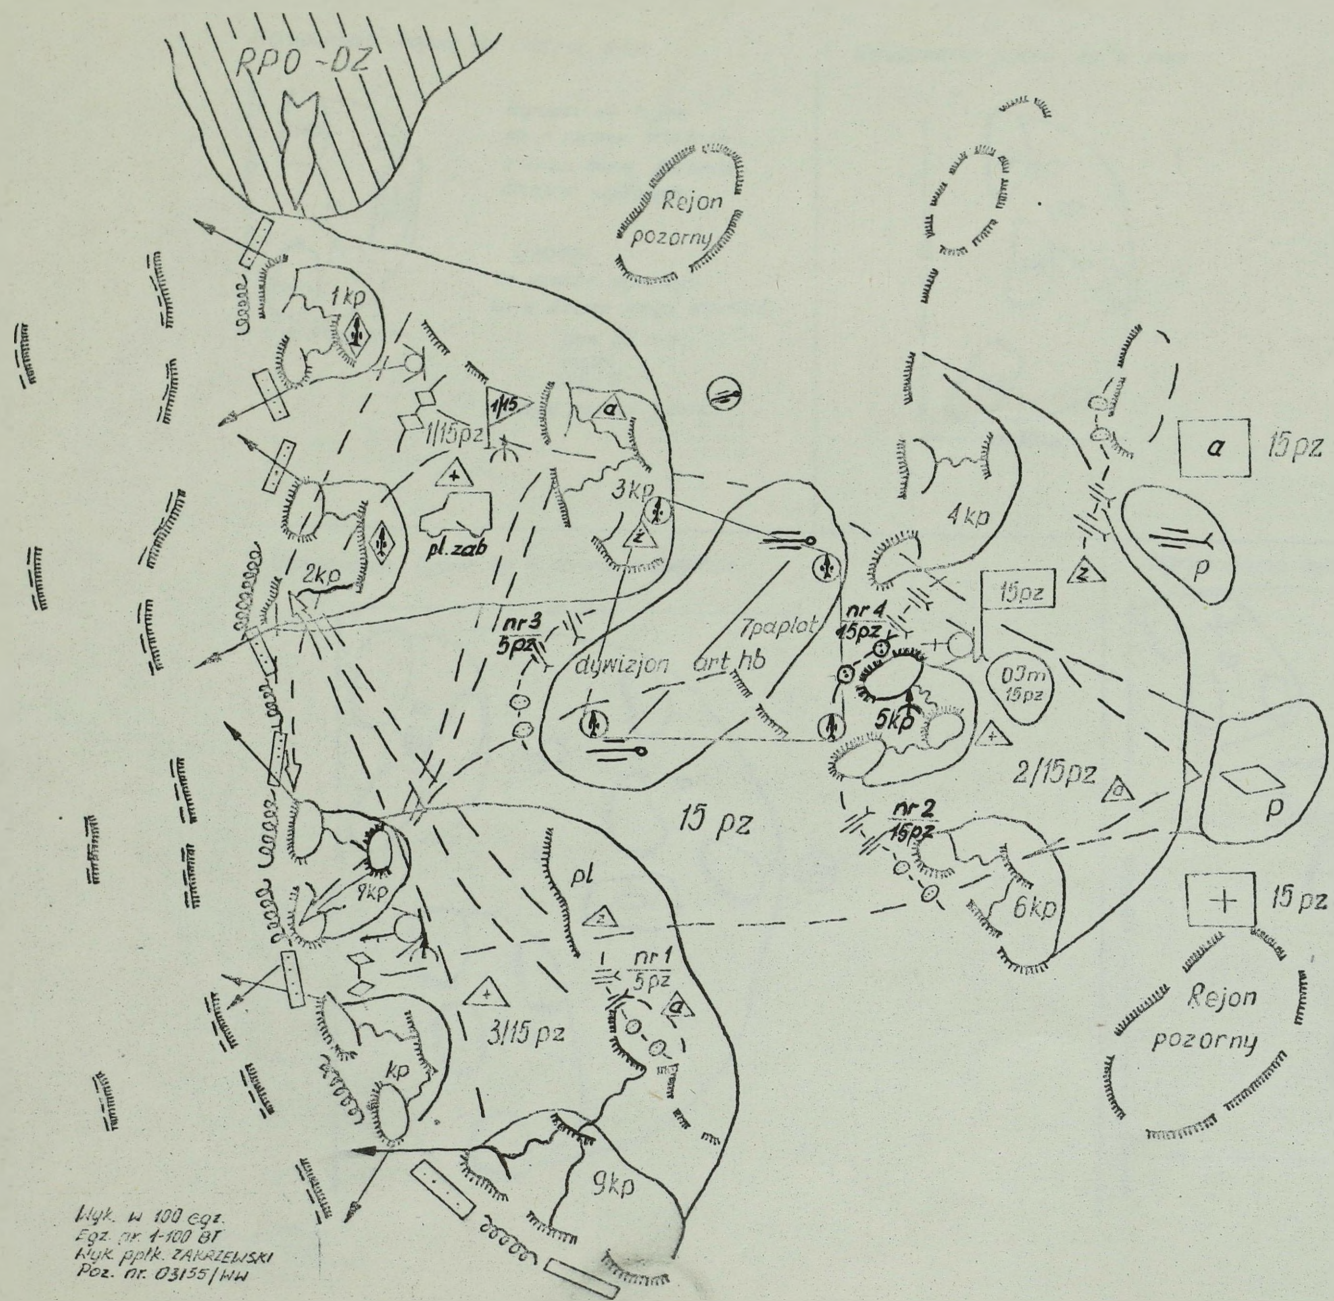 RPO-DZ
Rejon
pozorny
1kp
1/15
1/15pz
a
a
15pz
3kp
4kp
pl. zab
ż
ż
P
2kp
15pz
nr 3
5pz
7paplot
nr 4
15pz
dywizjon art. hb
15pz
5kp
2/15pz
a
15 pz
nr 2
15pz
P
pl
9kp
6kp
15 pz
nr 1
5pz
a
3/15 pz
Rejon
pozorny
kp
9kp
Wyk. w 100 egz.
Egz. nr. 1-100 BT
Wyk. ppłk. ZAKRZEWSKI
Poz. nr. 03155/WW